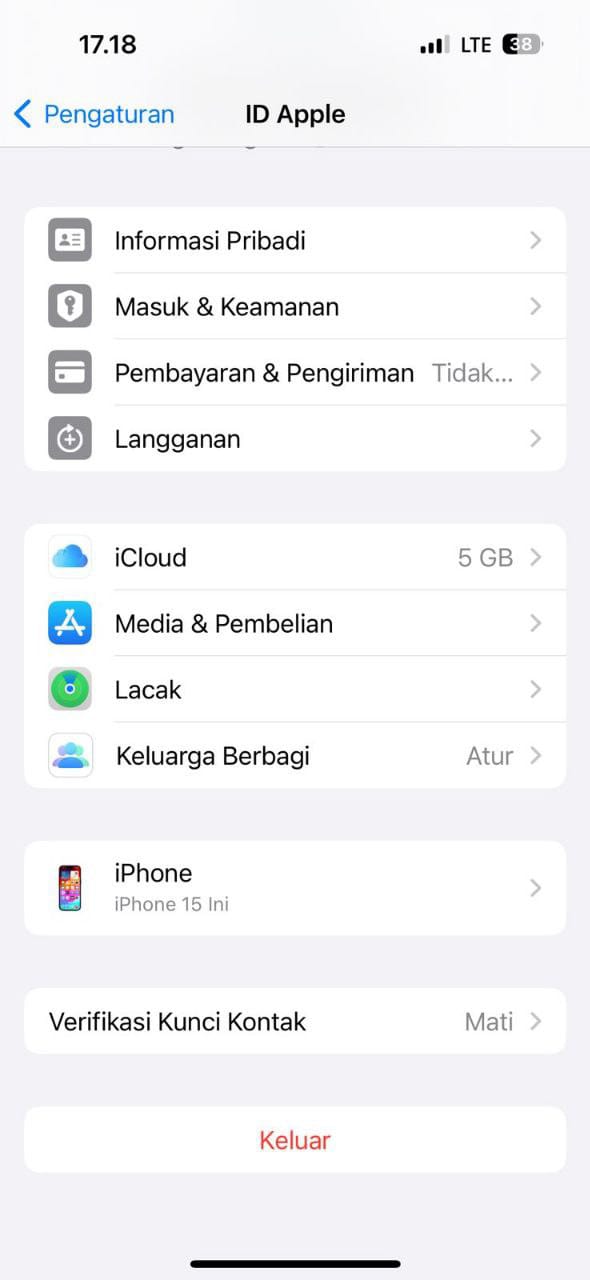 17.18
LTE 38
Pengaturan
ID Apple
Informasi Pribadi
Masuk & Keamanan
Pembayaran & Pengiriman Tidak...
Langganan
iCloud 5 GB
Media & Pembelian
Lacak
Keluarga Berbagi Atur
iPhone
iPhone 15 Ini
Verifikasi Kunci Kontak Mati
Keluar